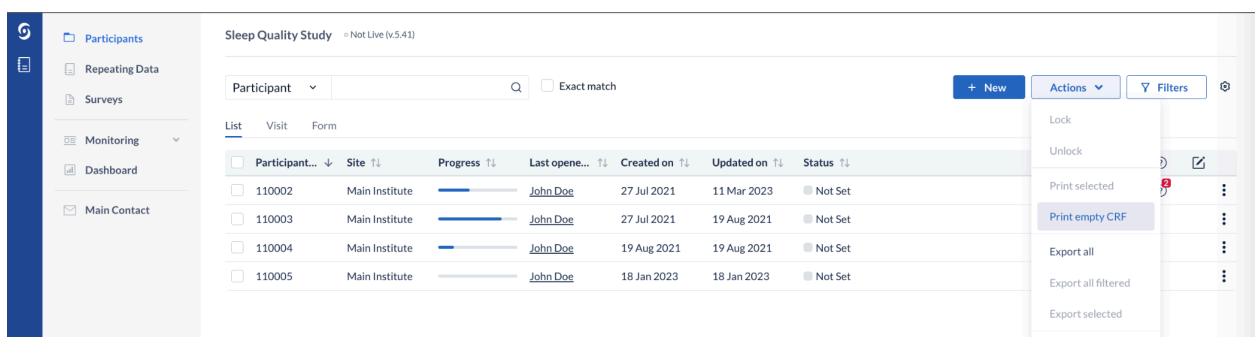 Participants
Repeating Data
Surveys
Monitoring
Dashboard
Main Contact
Sleep Quality Study Not Live (v.5.41)
Participant Exact match + New Actions Filters
List Visit Form
Participant... Site Progress Last opene... Created on Updated on Status
110002 Main Institute John Doe 27 Jul 2021 11 Mar 2023 Not Set 2
110003 Main Institute John Doe 27 Jul 2021 19 Aug 2021 Not Set
110004 Main Institute John Doe 19 Aug 2021 19 Aug 2021 Not Set
110005 Main Institute John Doe 18 Jan 2023 18 Jan 2023 Not Set
Lock
Unlock
Print selected
Print empty CRF
Export all
Export all filtered
Export selected